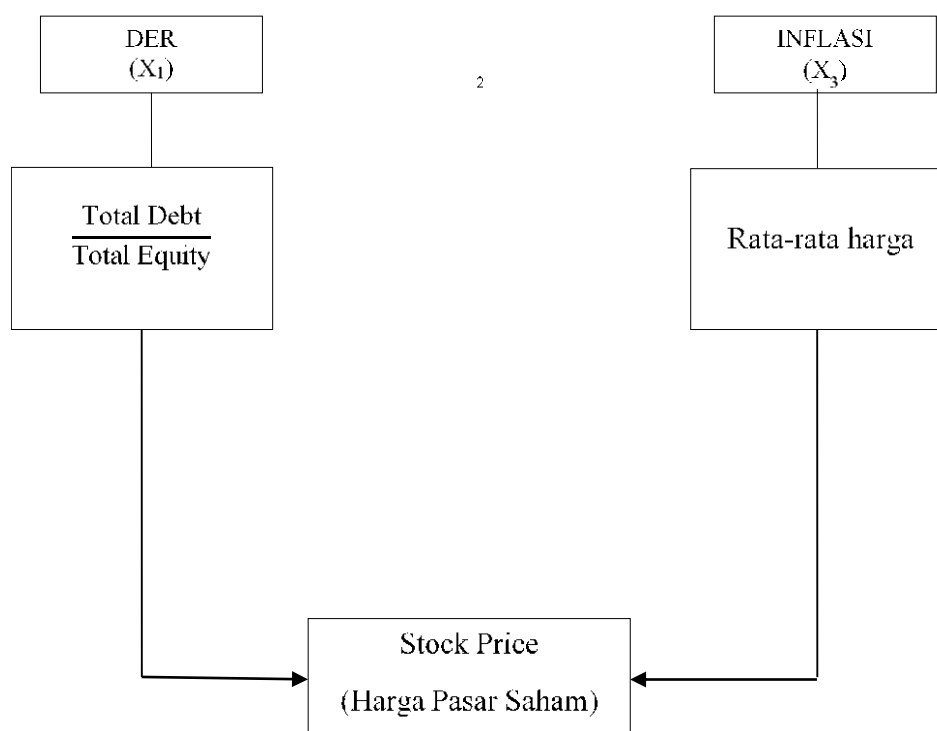 DER
(X1)
2
INFLASI
(X3)
Total Debt
Total Equity
Rata-rata harga
Stock Price
(Harga Pasar Saham)